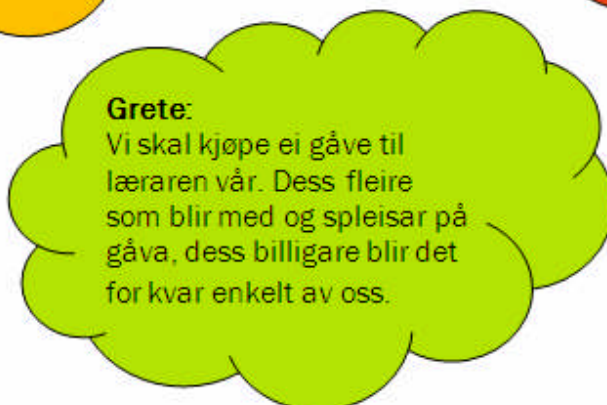 Grete:
Vi skal kjøpe ei gåve til
læraren vår. Dess fleire
som blir med og spleisar på
gåva, dess billigare blir det
for kvar enkelt av oss.